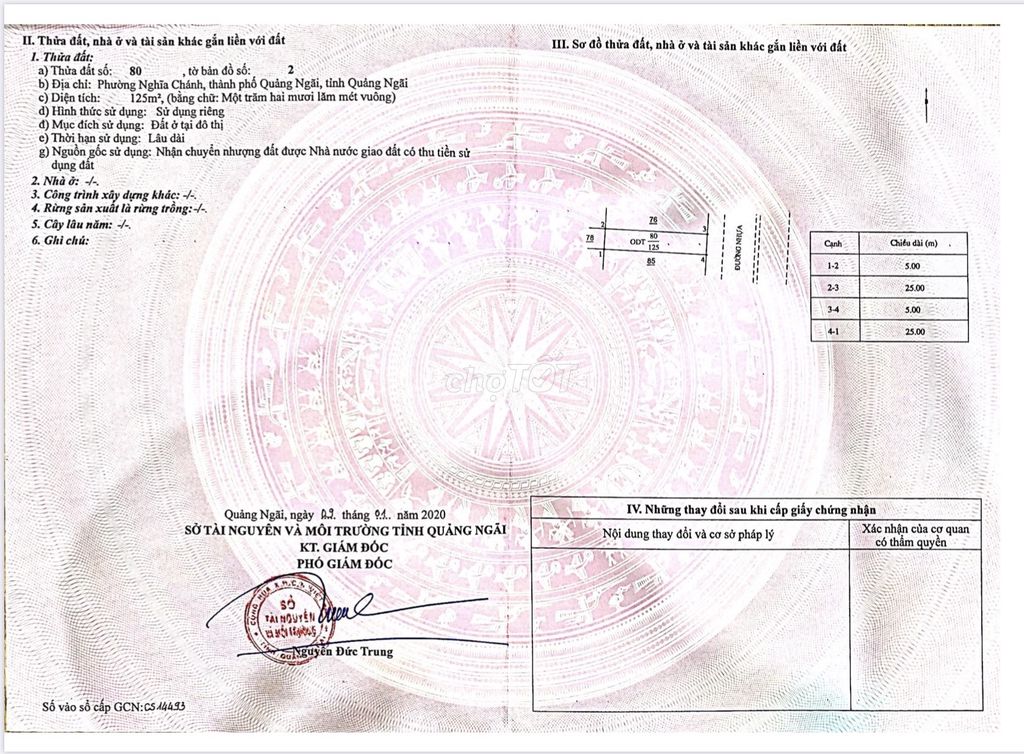 II. Thửa đất, nhà ở và tài sản khác gắn liền với đất
1. Thửa đất:
a) Thửa đất số: 80 , tờ bản đồ số: 2
b) Địa chỉ: Phường Nghĩa Chánh, thành phố Quảng Ngãi, tỉnh Quảng Ngãi
c) Diện tích: 125m², (bằng chữ: Một trăm hai mươi lăm mét vuông)
d) Hình thức sử dụng: Sử dụng riêng
đ) Mục đích sử dụng: Đất ở tại đô thị
e) Thời hạn sử dụng: Lâu dài
g) Nguồn gốc sử dụng: Nhận chuyển nhượng đất được Nhà nước giao đất có thu tiền sử
dụng đất
2. Nhà ở: -/-.
3. Công trình xây dựng khác: -/-.
4. Rừng sản xuất là rừng trồng:-/-.
5. Cây lâu năm: -/-.
6. Ghi chú:
Quảng Ngãi, ngày tháng 01 năm 2020
SỞ TÀI NGUYÊN VÀ MÔI TRƯỜNG TỈNH QUẢNG NGÃI
KT. GIÁM ĐỐC
PHÓ GIÁM ĐỐC
SỞ
TÀI NGUYÊN
Nguyễn Đức Trung
Số vào sổ cấp GCN:CS14493
III. Sơ đồ thửa đất, nhà ở và tài sản khác gắn liền với đất
2 76 3
78 ODT 80 125
1 85 4
ĐƯỜNG NHỰA
Cạnh Chiều dài (m)
1-2 5.00
2-3 25.00
3-4 5.00
4-1 25.00
choTOT
IV. Những thay đổi sau khi cấp giấy chứng nhận
Nội dung thay đổi và cơ sở pháp lý
Xác nhận của cơ quan
có thẩm quyền